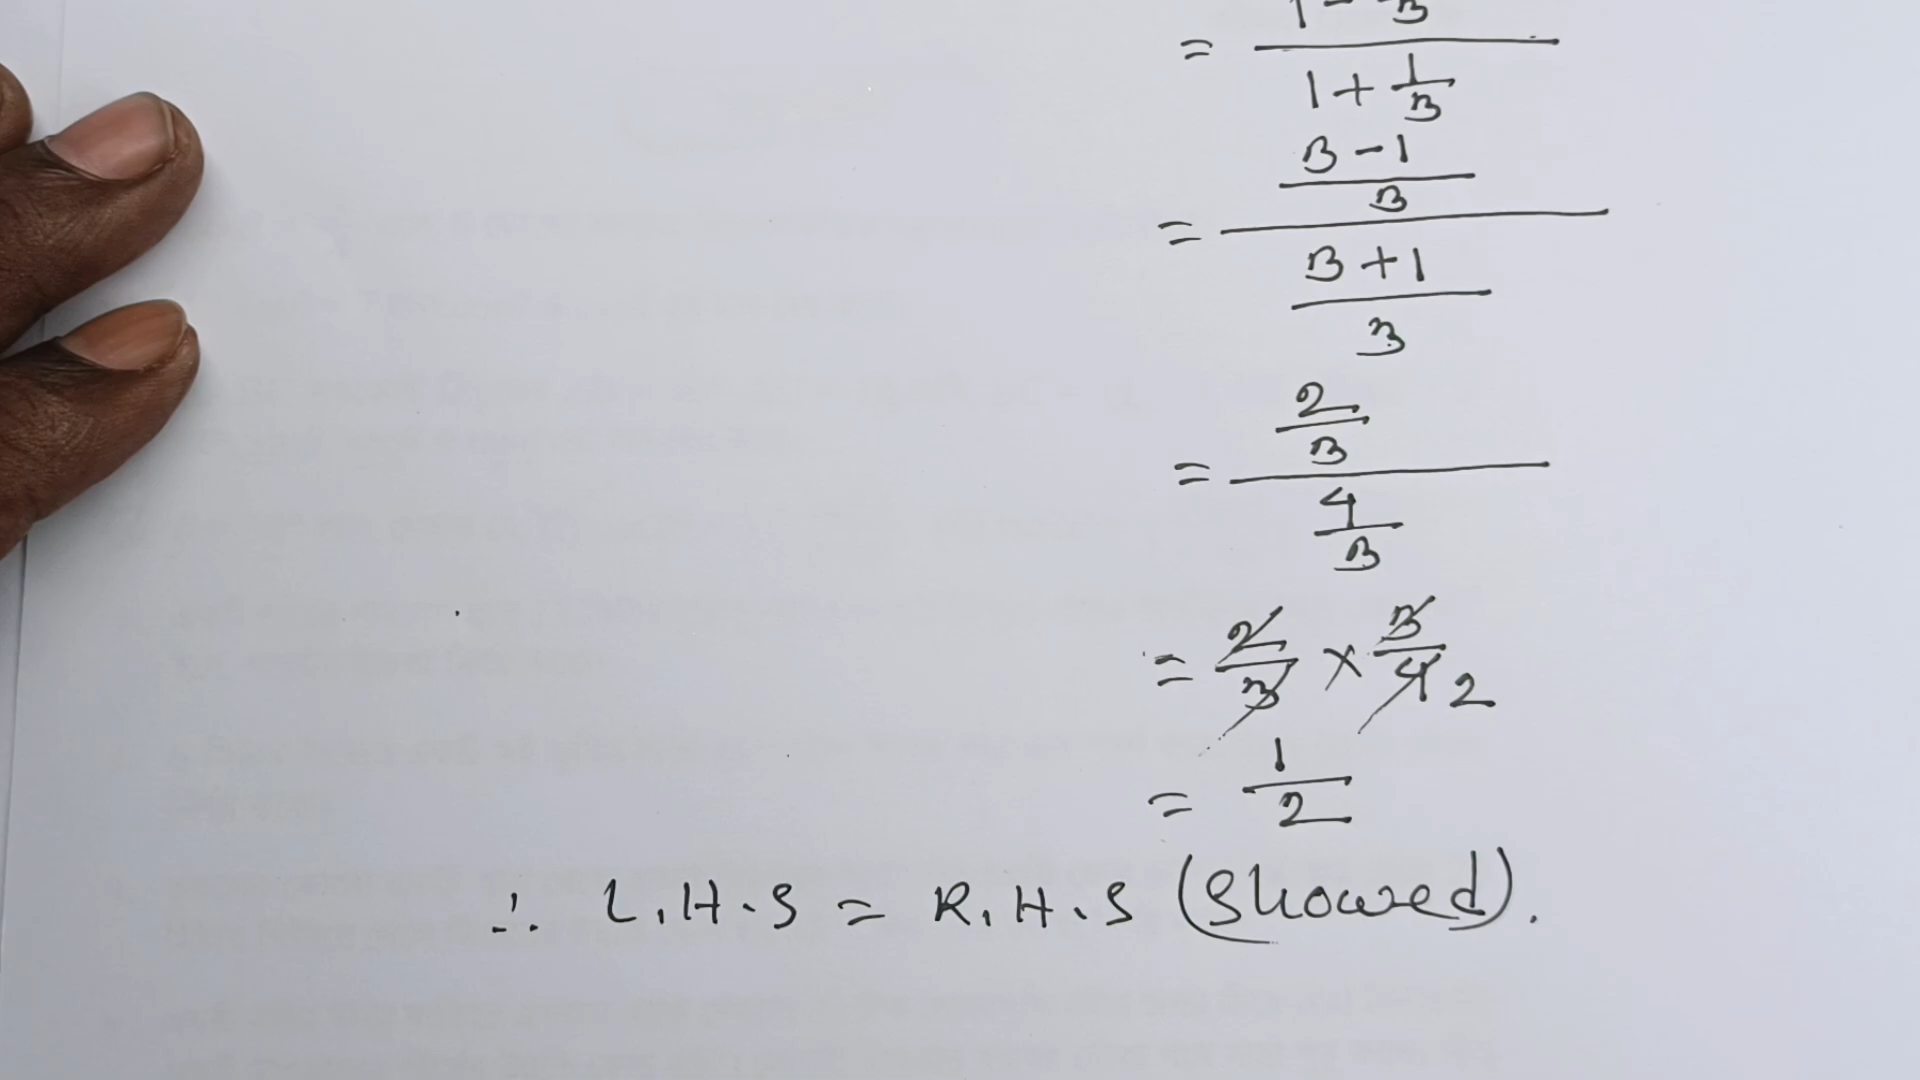 = (1 - 1/3) / (1 + 1/3)
= ((3 - 1)/3) / ((3 + 1)/3)
= (2/3) / (4/3)
= 2/3 × 3/4 2
= 1/2
∴ L.H.S = R.H.S (Showed).